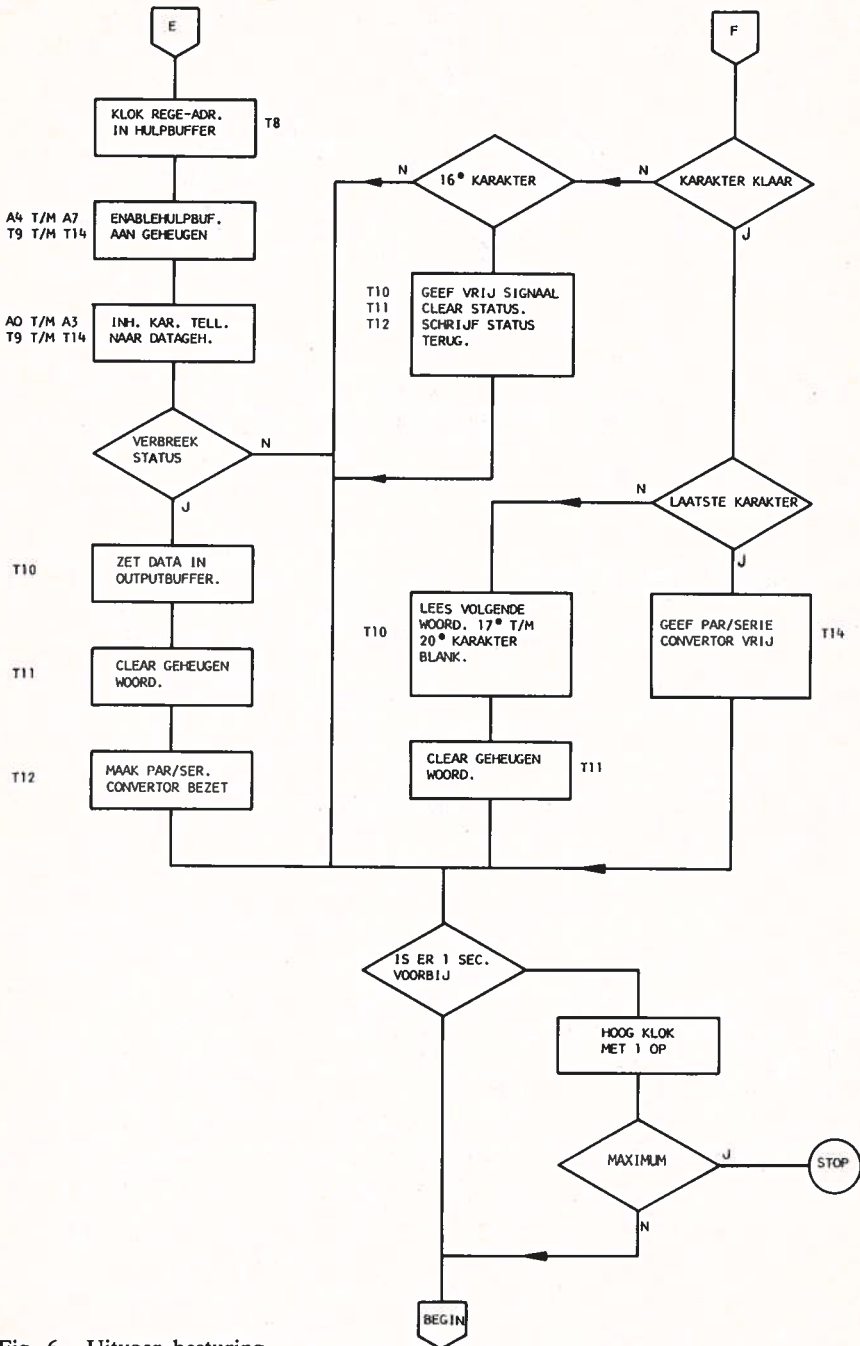 E
KLOK REGE-ADR.
IN HULPBUFFER
T8
A4 T/M A7
T9 T/M T14
ENABLEHULPBUF.
AAN GEHEUGEN
A0 T/M A3
T9 T/M T14
INH. KAR. TELL.
NAAR DATAGEH.
VERBREEK
STATUS
N
J
T10
ZET DATA IN
OUTPUTBUFFER.
T11
CLEAR GEHEUGEN
WOORD.
T12
MAAK PAR/SER.
CONVERTOR BEZET
F
KARAKTER KLAAR
N
J
16e KARAKTER
N
T10
T11
T12
GEEF VRIJ SIGNAAL
CLEAR STATUS.
SCHRIJF STATUS
TERUG.
LAATSTE KARAKTER
N
J
T10
LEES VOLGENDE
WOORD. 17e T/M
20e KARAKTER
BLANK.
CLEAR GEHEUGEN
WOORD.
T11
GEEF PAR/SERIE
CONVERTOR VRIJ
T14
IS ER 1 SEC.
VOORBIJ
HOOG KLOK
MET 1 OP
MAXIMUM
J
STOP
N
BEGIN
Fig. 6. Uitvoer besturing